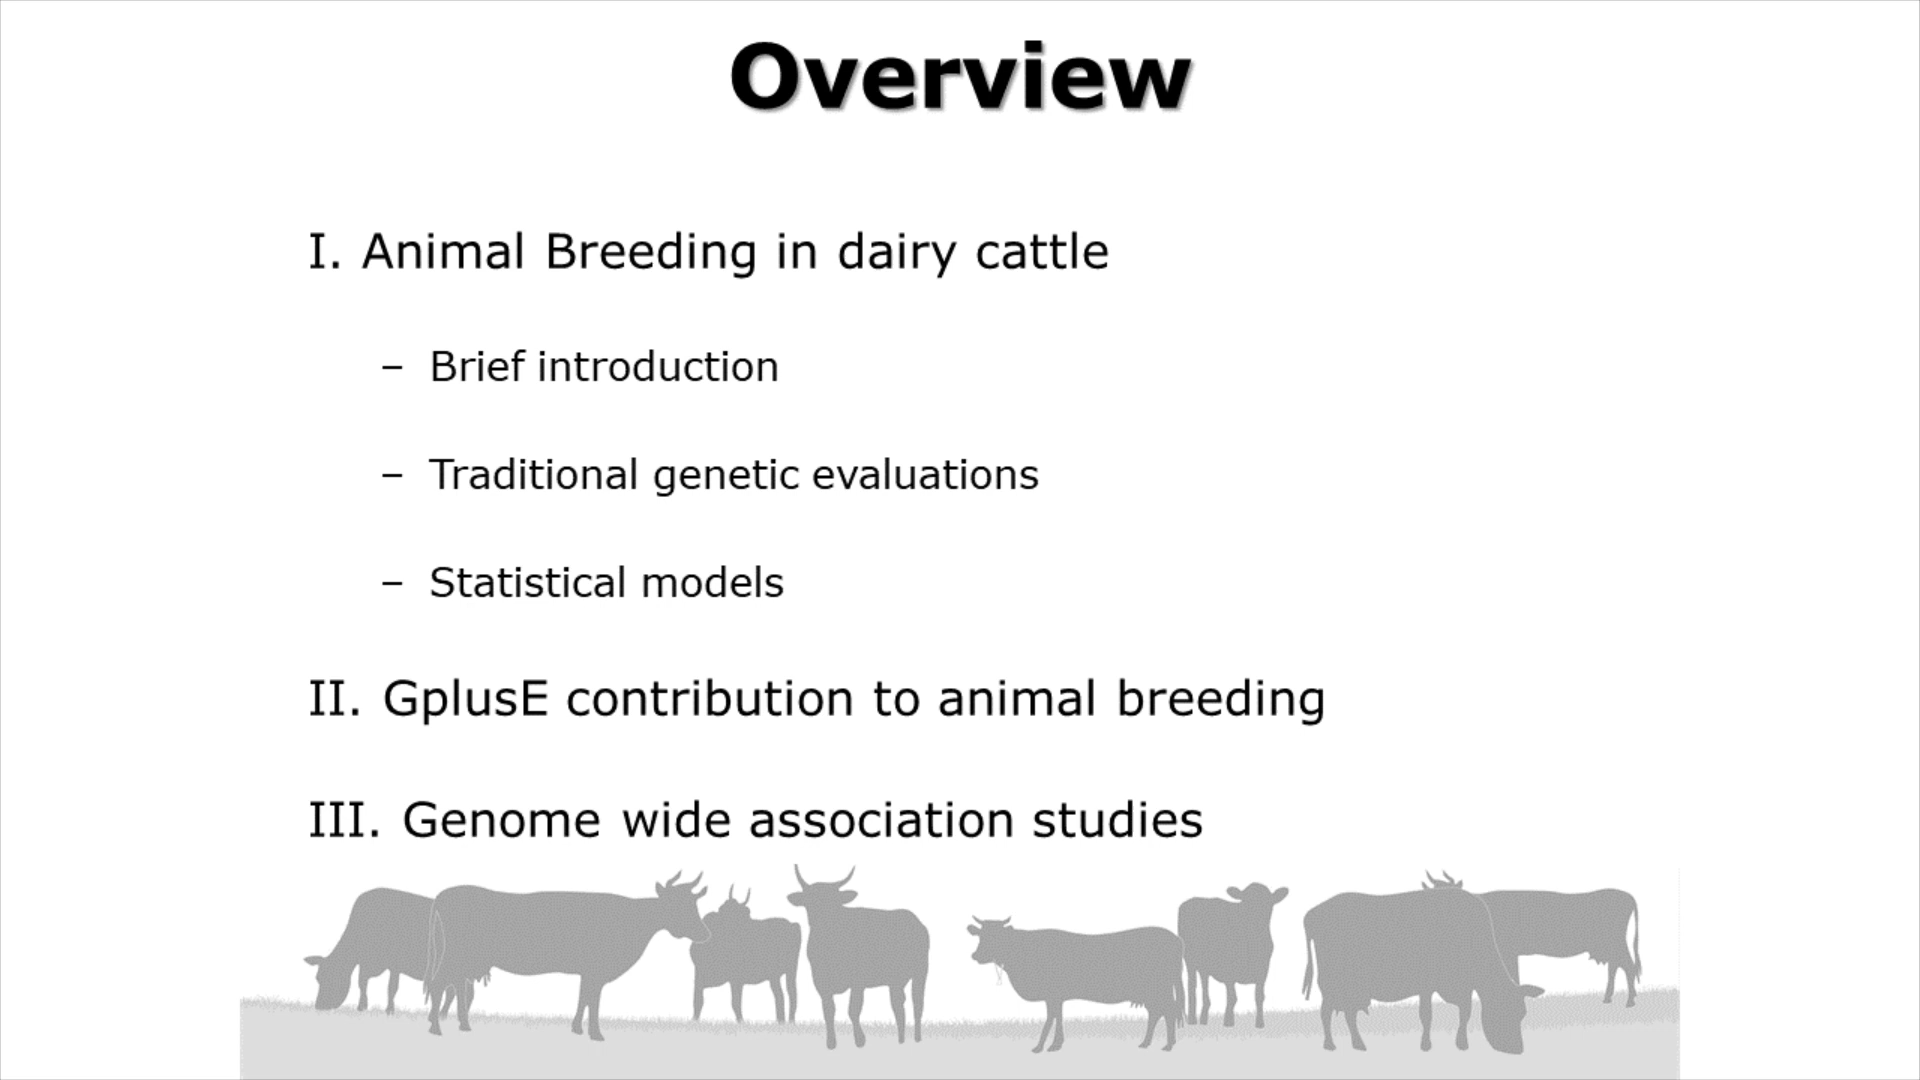 Overview
I. Animal Breeding in dairy cattle
– Brief introduction
– Traditional genetic evaluations
– Statistical models
II. GplusE contribution to animal breeding
III. Genome wide association studies